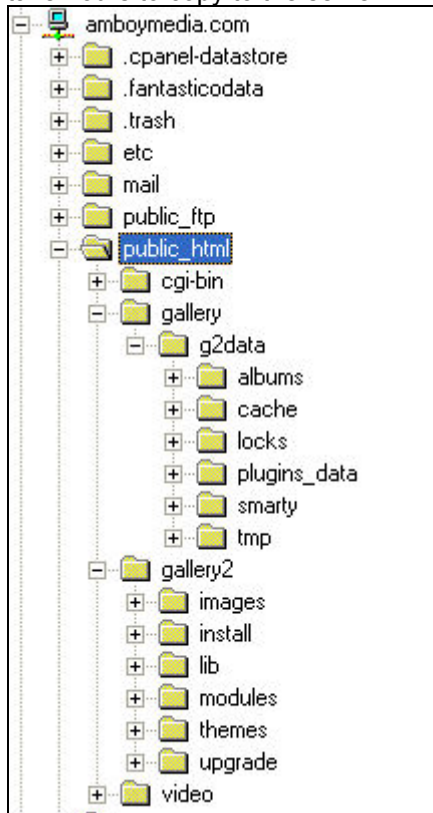 amboymedia.com
.cpanel-datastore
.fantasticodata
.trash
etc
mail
public_ftp
public_html
cgi-bin
gallery
g2data
albums
cache
locks
plugins_data
smarty
tmp
gallery2
images
install
lib
modules
themes
upgrade
video